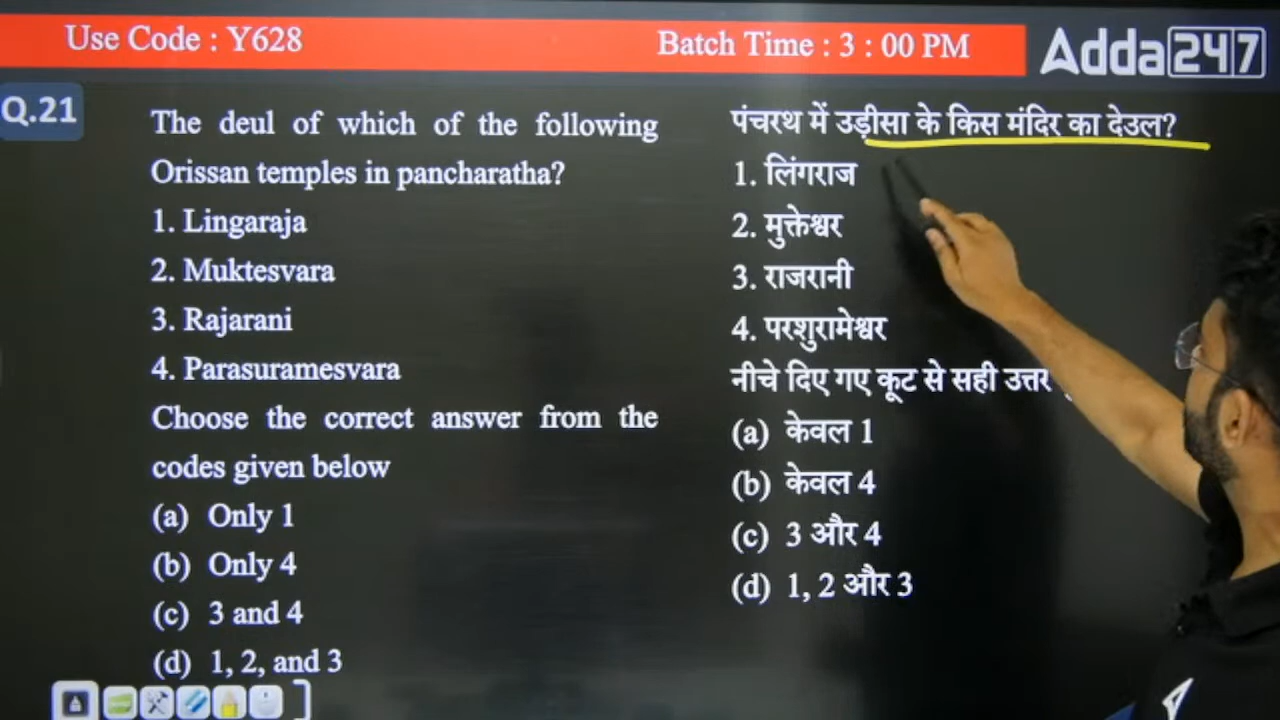 Use Code : Y628
Batch Time : 3 : 00 PM
Adda247
Q.21
The deul of which of the following
Orissan temples in pancharatha?
1. Lingaraja
2. Muktesvara
3. Rajarani
4. Parasuramesvara
Choose the correct answer from the
codes given below
(a) Only 1
(b) Only 4
(c) 3 and 4
(d) 1, 2, and 3
पंचरथ में उड़ीसा के किस मंदिर का देउल?
1. लिंगराज
2. मुक्तेश्वर
3. राजरानी
4. परशुरामेश्वर
नीचे दिए गए कूट से सही उत्तर
(a) केवल 1
(b) केवल 4
(c) 3 और 4
(d) 1, 2 और 3